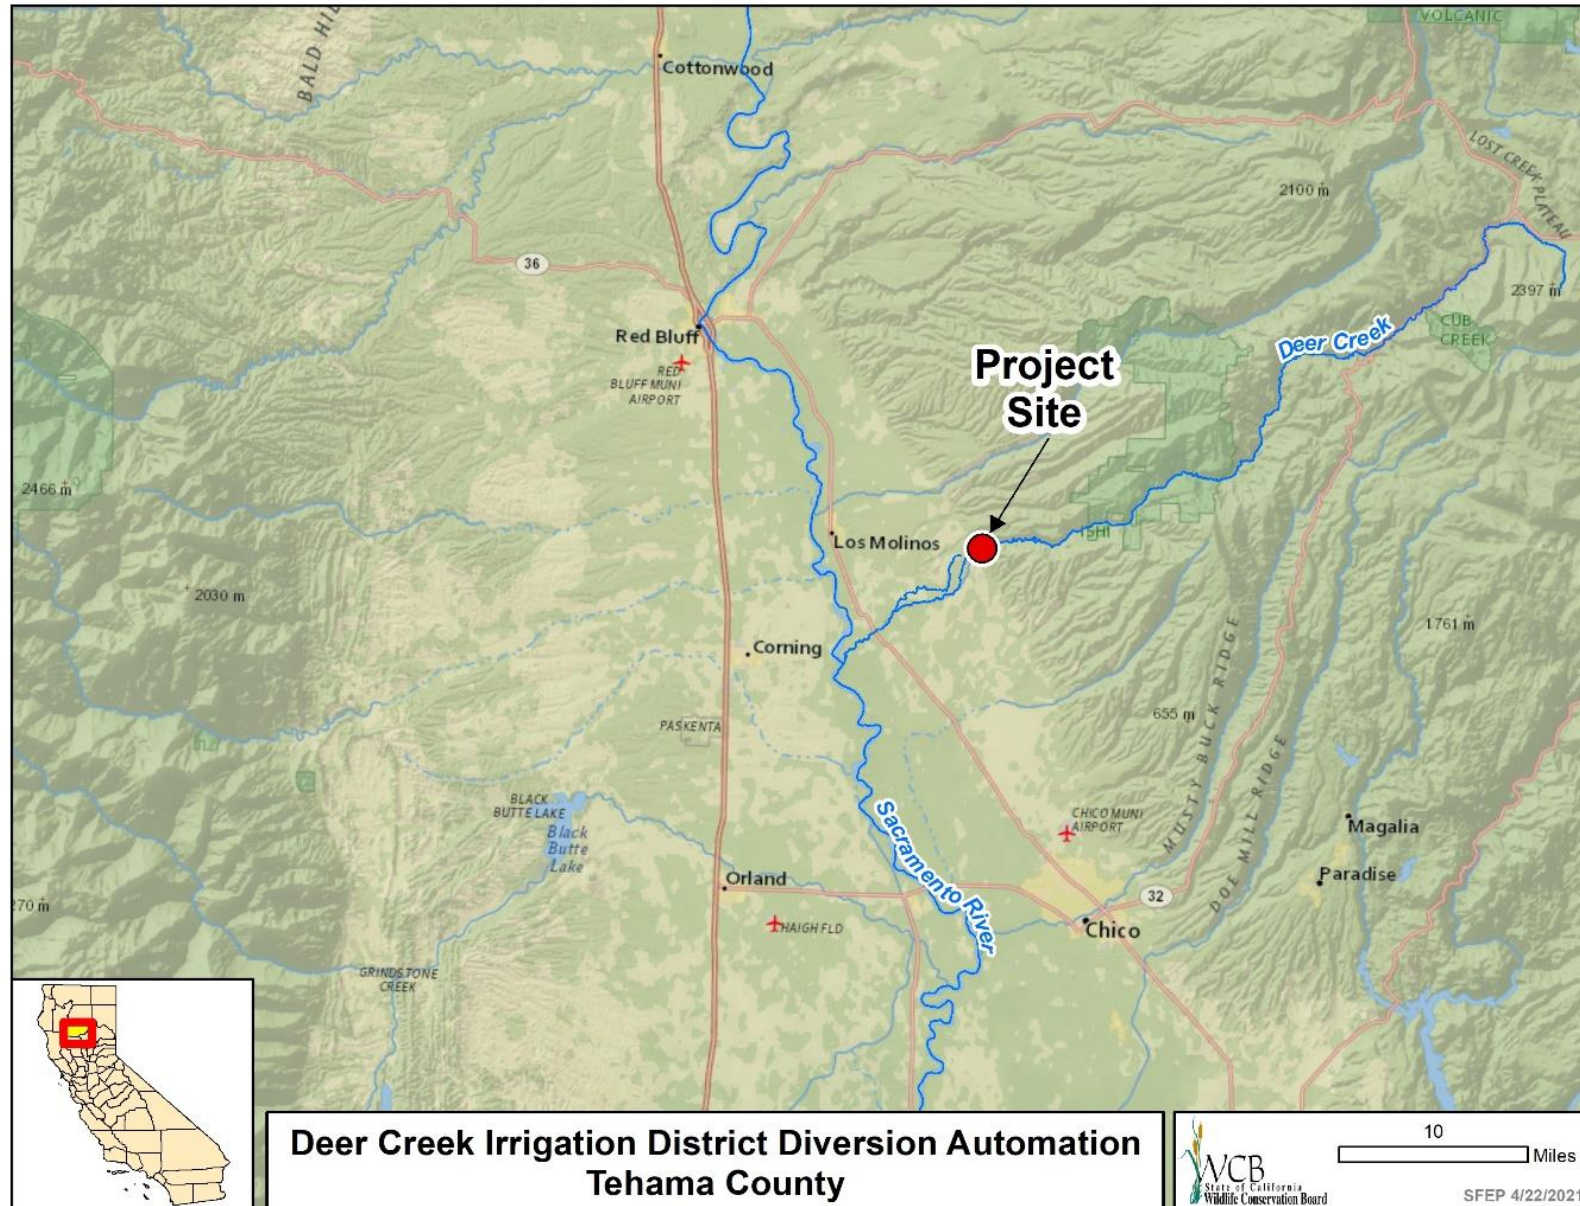 VOLCANIC
BALD HIL
Cottonwood
LOST CREEK PLATEAU
2100 m
36
2397 m
Red Bluff
RED
BLUFF MUNI
AIRPORT
CUB
CREEK
Deer Creek
Project
Site
2466 m
ISHI
Los Molinos
2030 m
1761 m
Corning
655 m
PASKENTA
MUSTY BUCK RIDGE
DOE MILL RIDGE
BLACK
BUTTE LAKE
Black
Butte
Lake
CHICO MUNI
AIRPORT
Magalia
Sacramento River
Orland
Paradise
32
270 m
HAIGH FLD
Chico
GRINDSTONE
CREEK
Deer Creek Irrigation District Diversion Automation
Tehama County
WCB
State of California
Wildlife Conservation Board
10
Miles
SFEP 4/22/2021